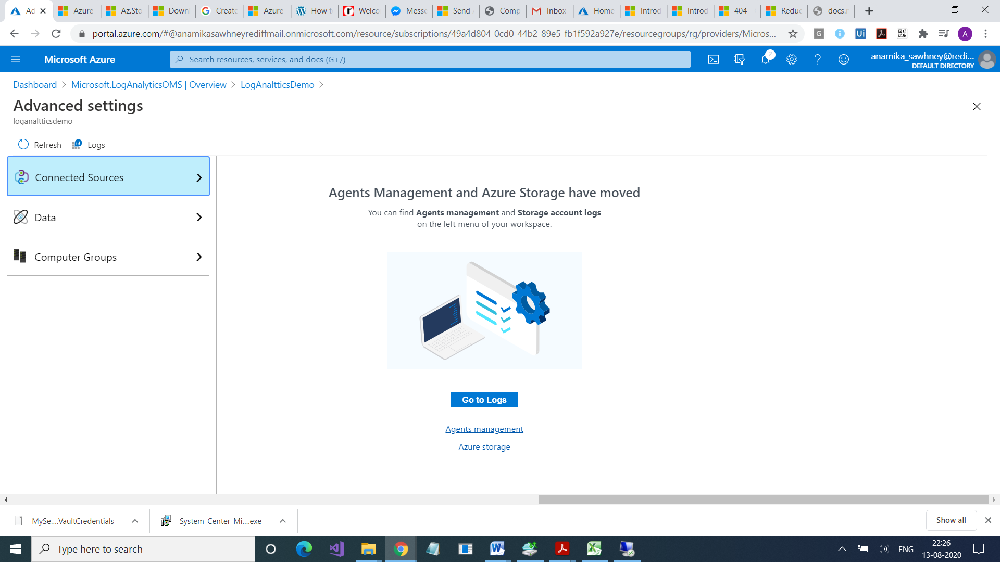 Ad
Azure
Az.Sto
Downl
Create
Azure
How t
Welco
Messe
Send
Comp
Inbox
Home
Introd
Introd
404 -
Reduc
docs.r
portal.azure.com/#@anamikasawhneyrediffmail.onmicrosoft.com/resource/subscriptions/49a4d804-0cd0-44b2-89e5-fb1f592a927e/resourcegroups/rg/providers/Micros...
A
Microsoft Azure
Search resources, services, and docs (G+/)
2
anamika_sawhney@redi...
DEFAULT DIRECTORY
Dashboard > Microsoft.LogAnalyticsOMS | Overview > LogAnaltticsDemo >
Advanced settings
loganaltticsdemo
Refresh
Logs
Connected Sources
Data
Computer Groups
Agents Management and Azure Storage have moved
You can find Agents management and Storage account logs
on the left menu of your workspace.
Go to Logs
Agents management
Azure storage
MySe....VaultCredentials
System_Center_Mi....exe
Show all
Type here to search
ENG
22:26
13-08-2020